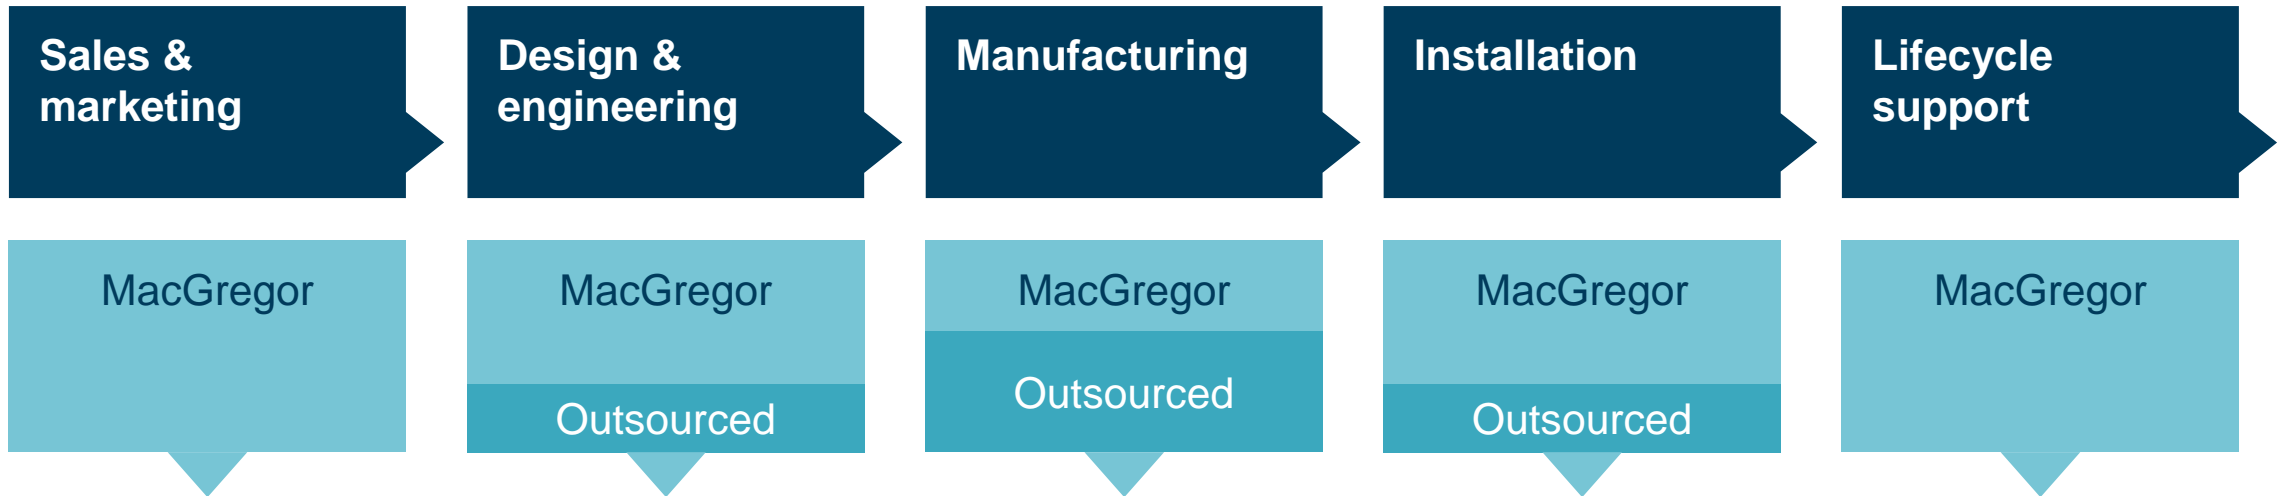 Sales &
marketing
Design &
engineering
Manufacturing
Installation
Lifecycle
support
MacGregor
MacGregor
Outsourced
MacGregor
Outsourced
MacGregor
Outsourced
MacGregor